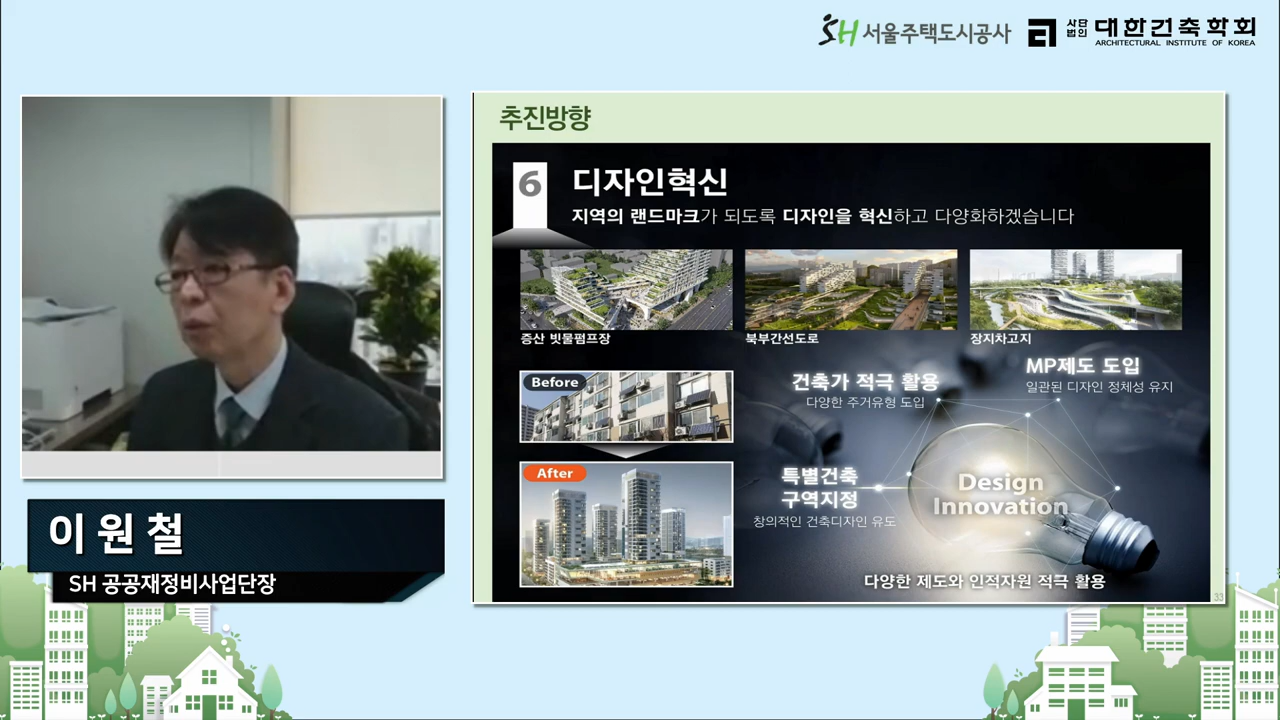 SH 서울주택도시공사
사단법인 대한건축학회
ARCHITECTURAL INSTITUTE OF KOREA
추진방향
6 디자인혁신
지역의 랜드마크가 되도록 디자인을 혁신하고 다양화하겠습니다
증산 빗물펌프장
북부간선도로
장지차고지
Before
After
건축가 적극 활용
다양한 주거유형 도입
MP제도 도입
일관된 디자인 정체성 유지
특별건축
구역지정
창의적인 건축디자인 유도
Design
Innovation
다양한 제도와 인적자원 적극 활용
33
이 원 철
SH 공공재정비사업단장